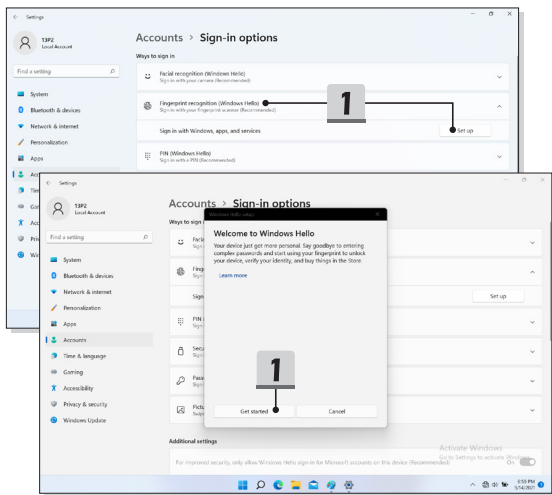 Settings
13P2
Local Account
Accounts > Sign-in options
Ways to sign in
Find a setting
Facial recognition (Windows Hello)
Sign in with your camera (Recommended)
System
Bluetooth & devices
Network & internet
Personalization
Apps
Fingerprint recognition (Windows Hello)
Sign in with your fingerprint scanner (Recommended)
1
Sign in with Windows, apps, and services
Set up
PIN (Windows Hello)
Sign in with a PIN (Recommended)
Settings
13P2
Local Account
Accounts > Sign-in options
Ways to sign
Find a setting
System
Bluetooth & devices
Network & internet
Personalization
Apps
Accounts
Time & language
Gaming
Accessibility
Privacy & security
Windows Update
Windows Hello setup
Welcome to Windows Hello
Your device just got more personal. Say goodbye to entering
complex passwords and start using your fingerprint to unlock
your device, verify your identity, and buy things in the Store.
Learn more
Set up
1
Get started
Cancel
Additional settings
For improved security, only allow Windows Hello sign-in for Microsoft accounts on this device (Recommended)
On
Activate Windows
Go to Settings to activate Windows.
5/14/2021